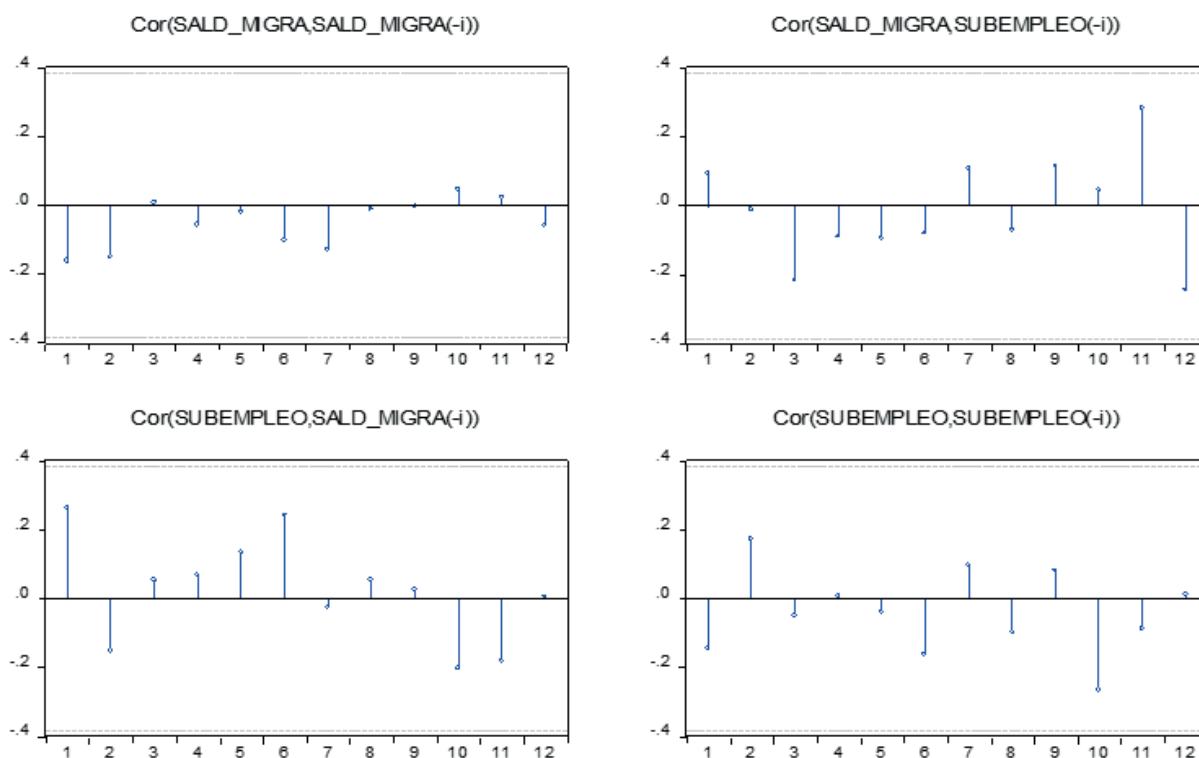 Cor(SALD_MIGRA,SALD_MIGRA(-i))
.4
.2
.0
-.2
-.4
1 2 3 4 5 6 7 8 9 10 11 12
Cor(SALD_MIGRA,SUBEMPLEO(-i))
.4
.2
.0
-.2
-.4
1 2 3 4 5 6 7 8 9 10 11 12
Cor(SUBEMPLEO,SALD_MIGRA(-i))
.4
.2
.0
-.2
-.4
1 2 3 4 5 6 7 8 9 10 11 12
Cor(SUBEMPLEO,SUBEMPLEO(-i))
.4
.2
.0
-.2
-.4
1 2 3 4 5 6 7 8 9 10 11 12